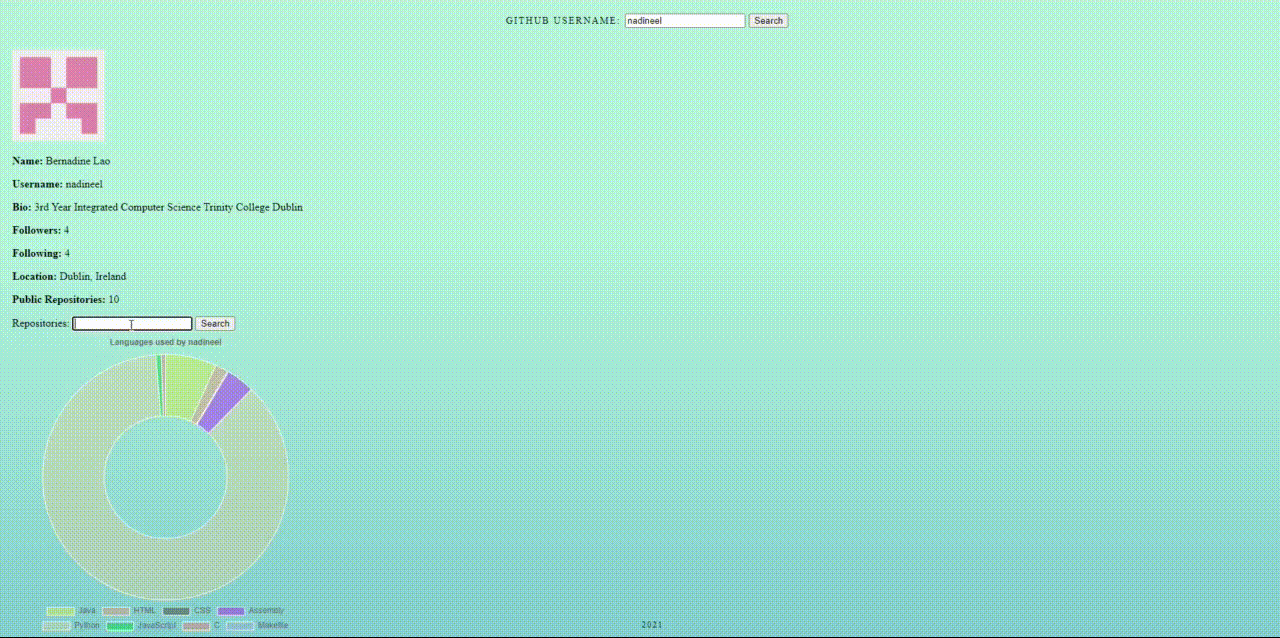 GITHUB USERNAME: nadineel Search
Name: Bernadine Lao
Username: nadineel
Bio: 3rd Year Integrated Computer Science Trinity College Dublin
Followers: 4
Following: 4
Location: Dublin, Ireland
Public Repositories: 10
Repositories: Search
Languages used by nadineel
Java HTML CSS Assembly
Python JavaScript C Makefile
2021